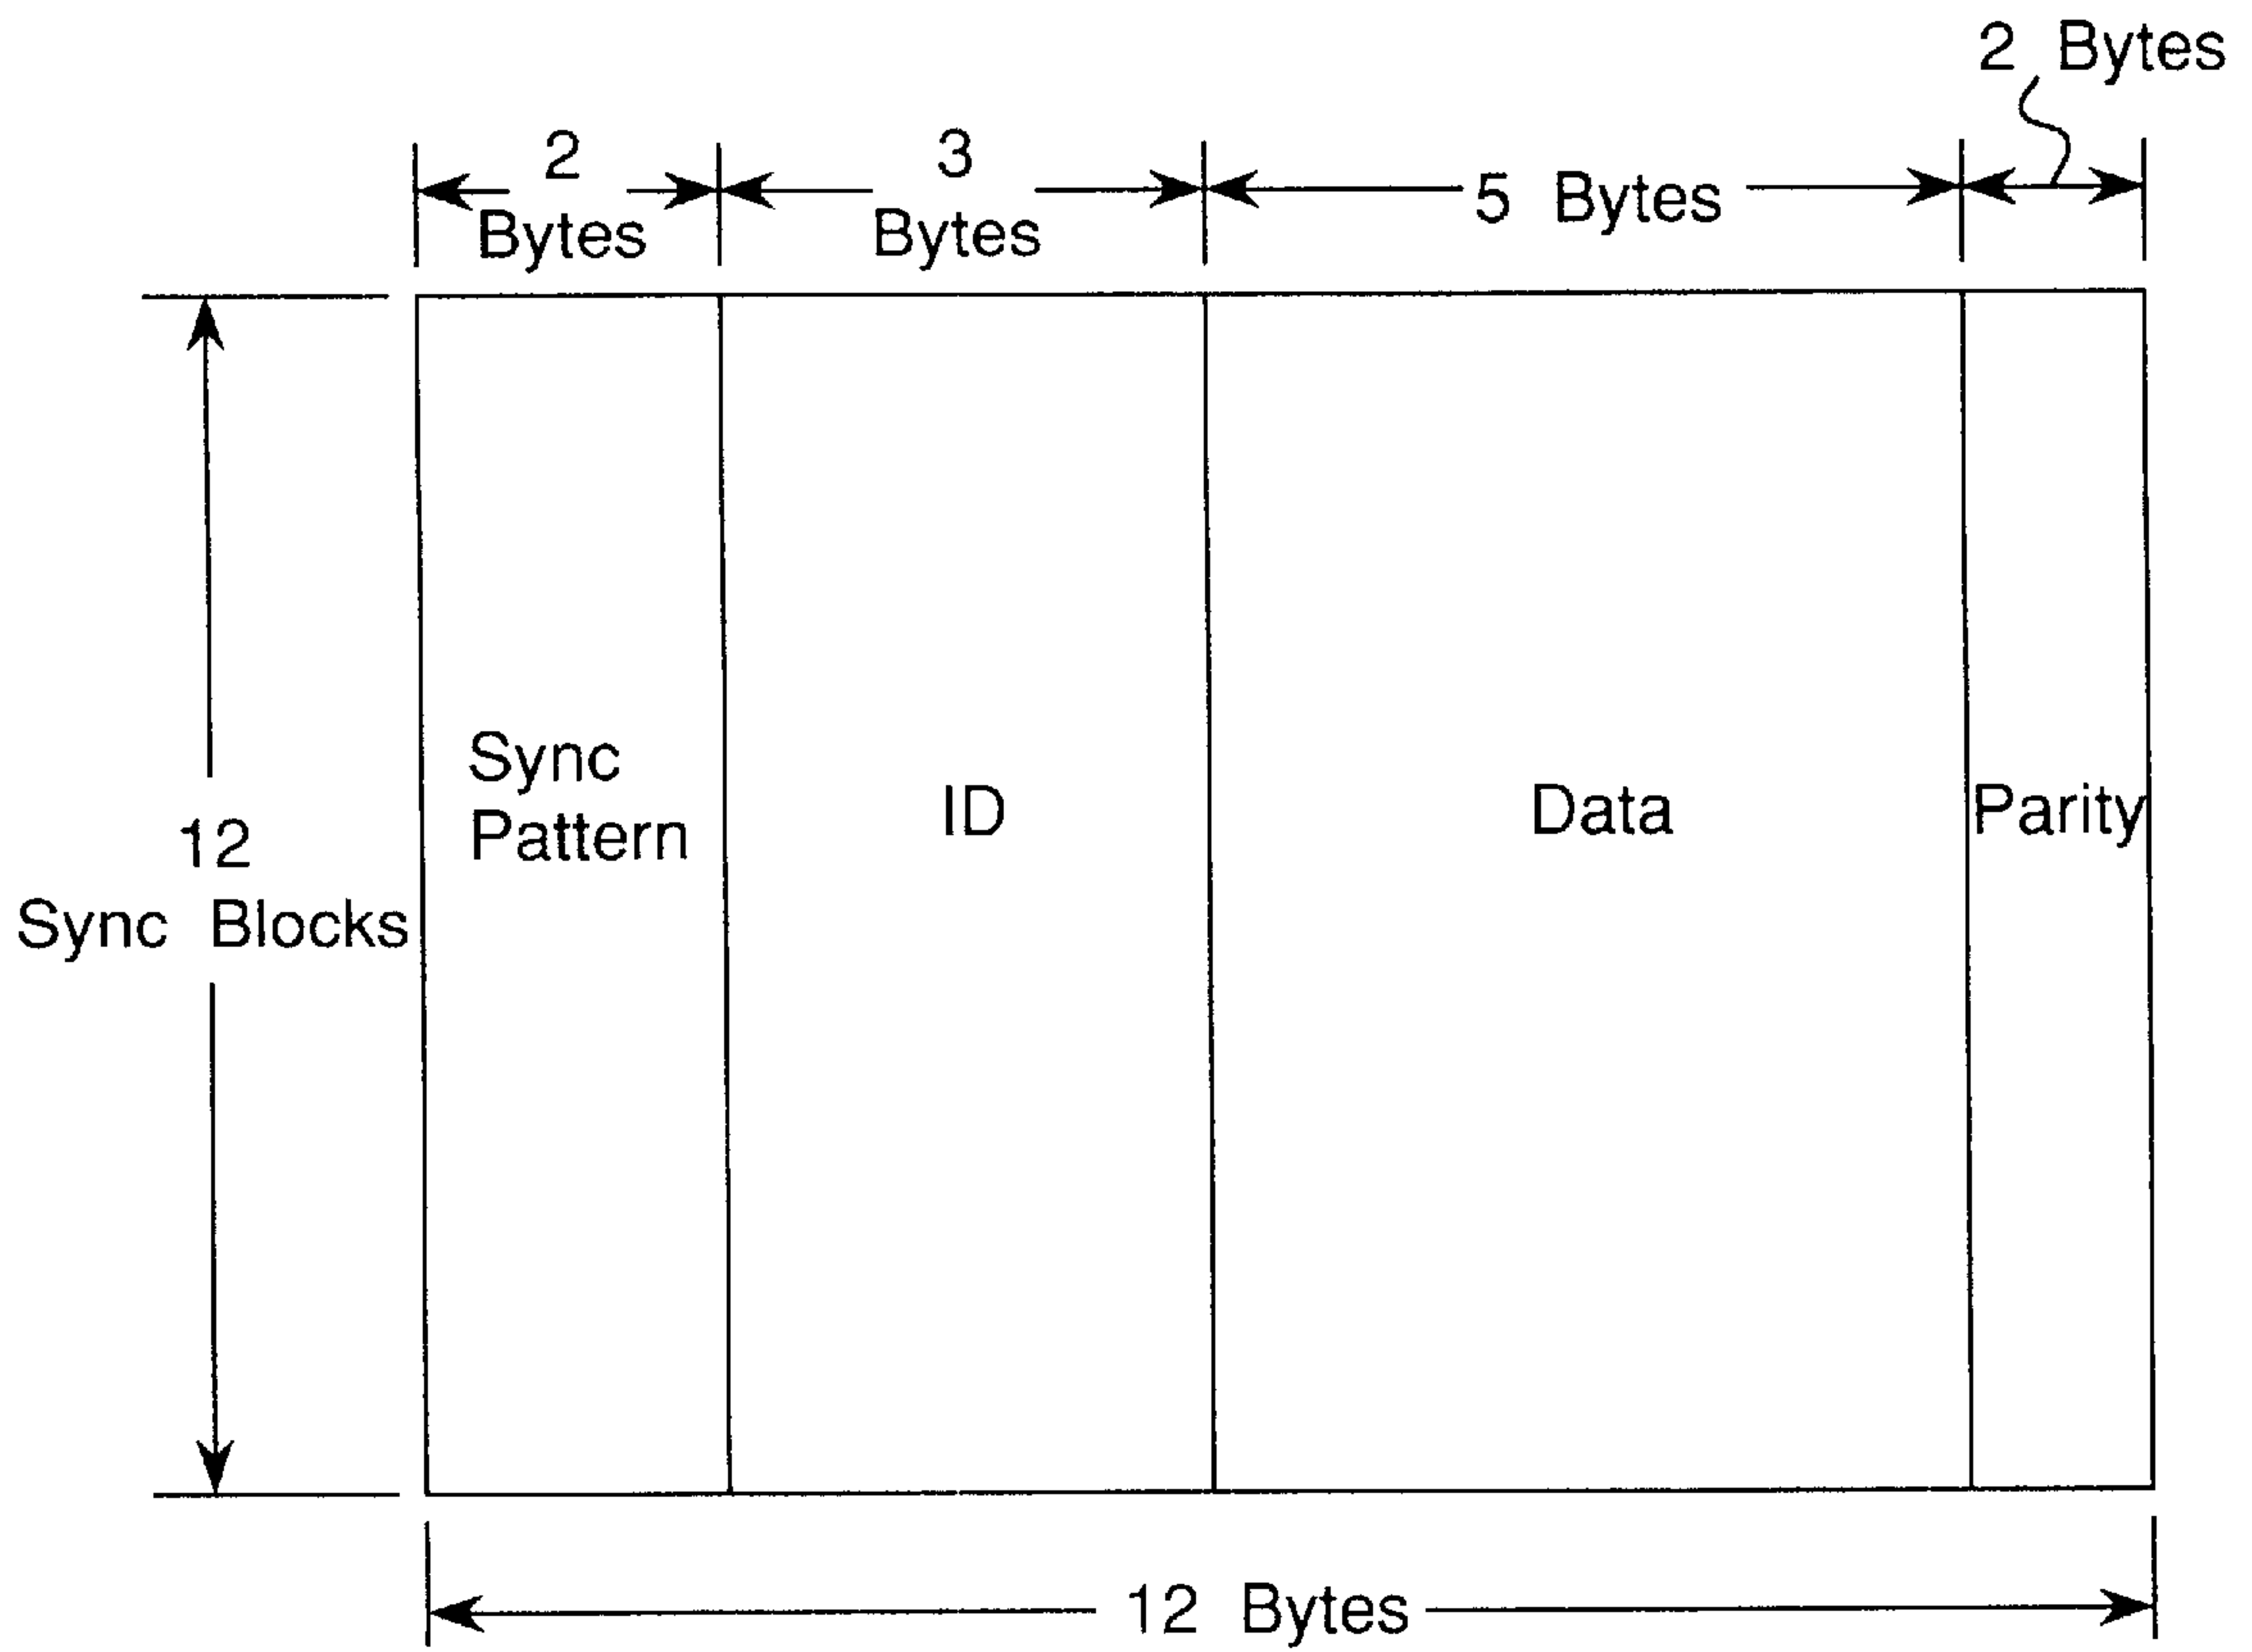 2 Bytes
2
Bytes
3
Bytes
5 Bytes
Sync
Pattern
ID
Data
Parity
12
Sync Blocks
12 Bytes